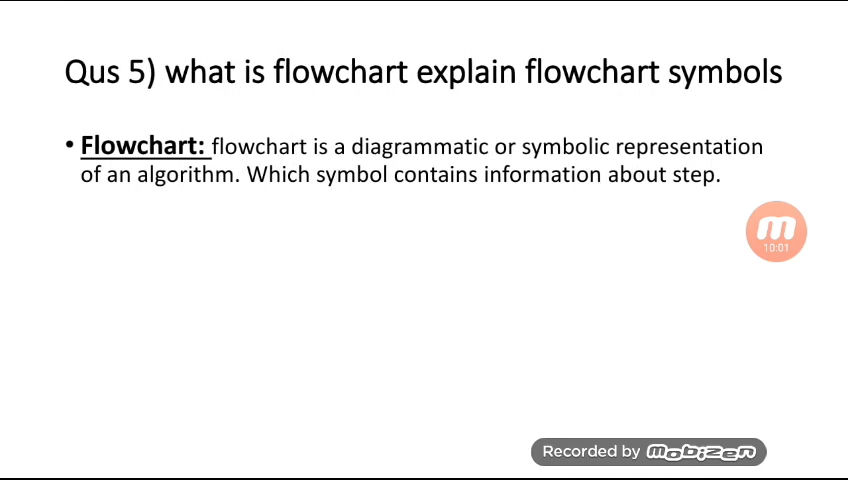 Qus 5) what is flowchart explain flowchart symbols
• Flowchart: flowchart is a diagrammatic or symbolic representation
of an algorithm. Which symbol contains information about step.
m
10:01
Recorded by mobizen